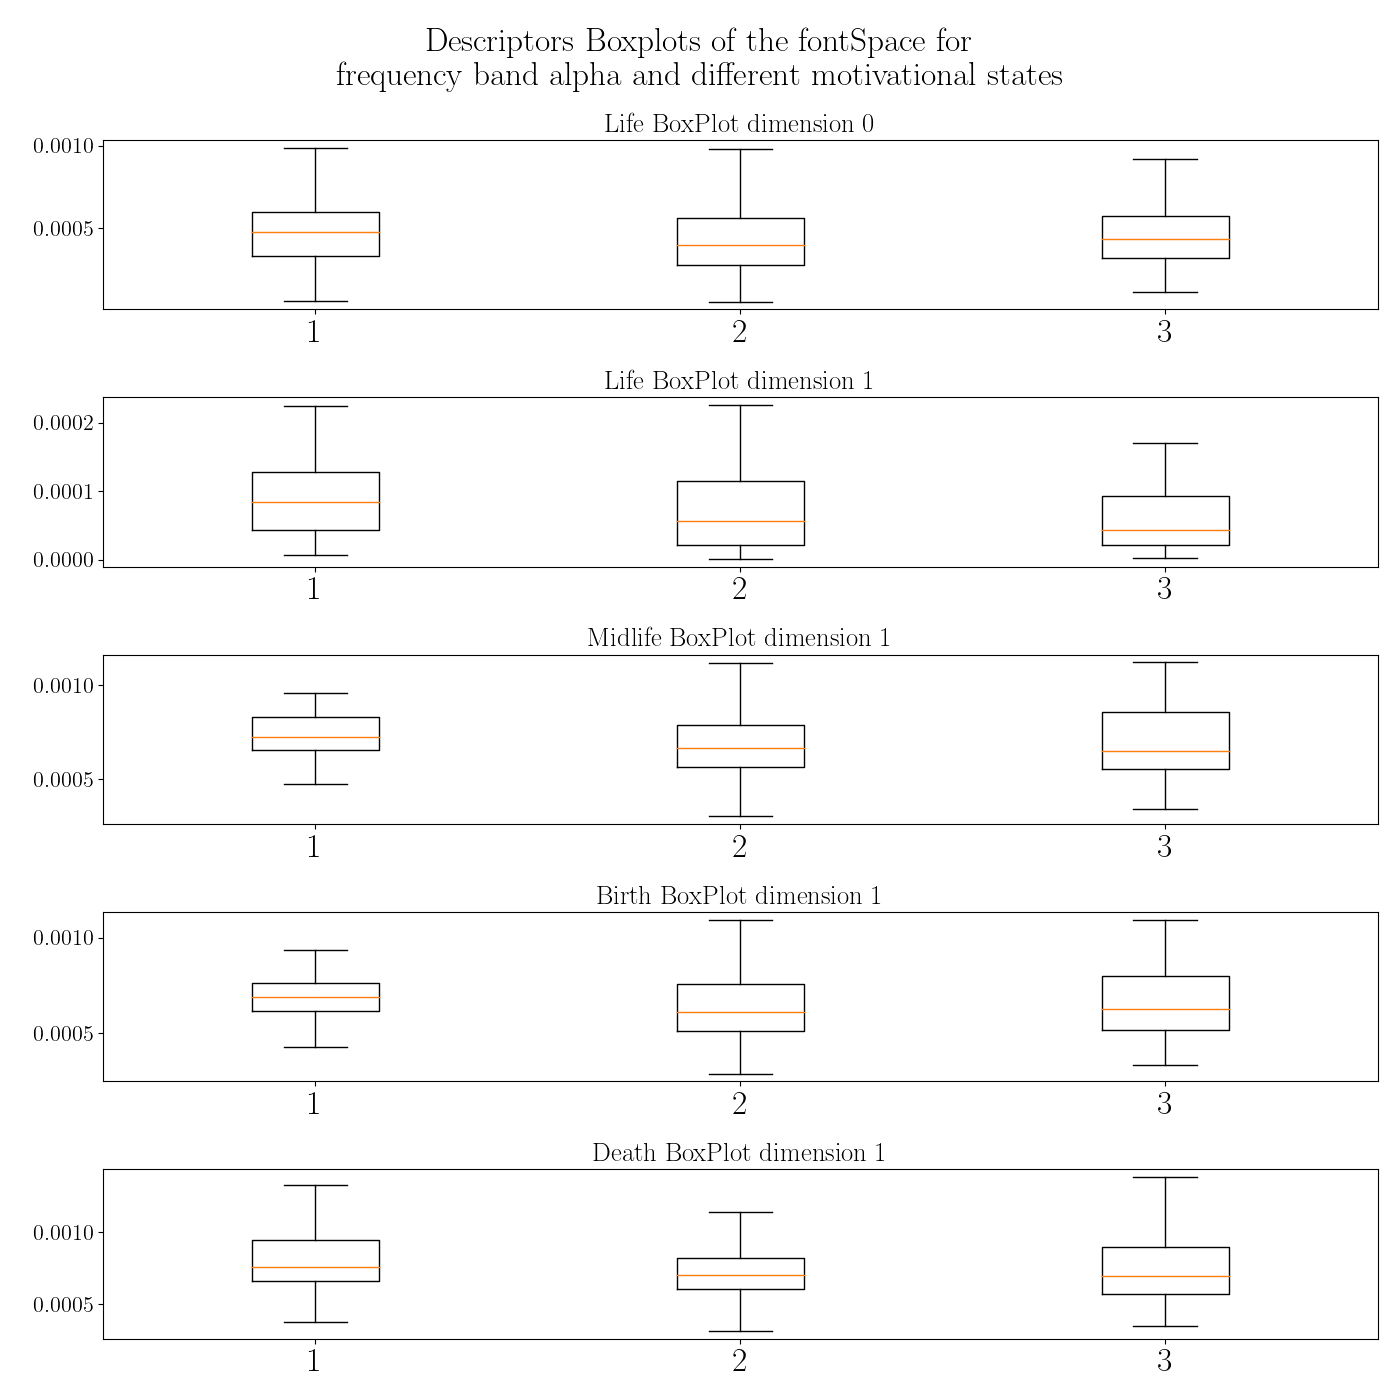 Descriptors Boxplots of the fontSpace for
frequency band alpha and different motivational states
Life BoxPlot dimension 0
0.0010
0.0005
1 2 3
Life BoxPlot dimension 1
0.0002
0.0001
0.0000
1 2 3
Midlife BoxPlot dimension 1
0.0010
0.0005
1 2 3
Birth BoxPlot dimension 1
0.0010
0.0005
1 2 3
Death BoxPlot dimension 1
0.0010
0.0005
1 2 3